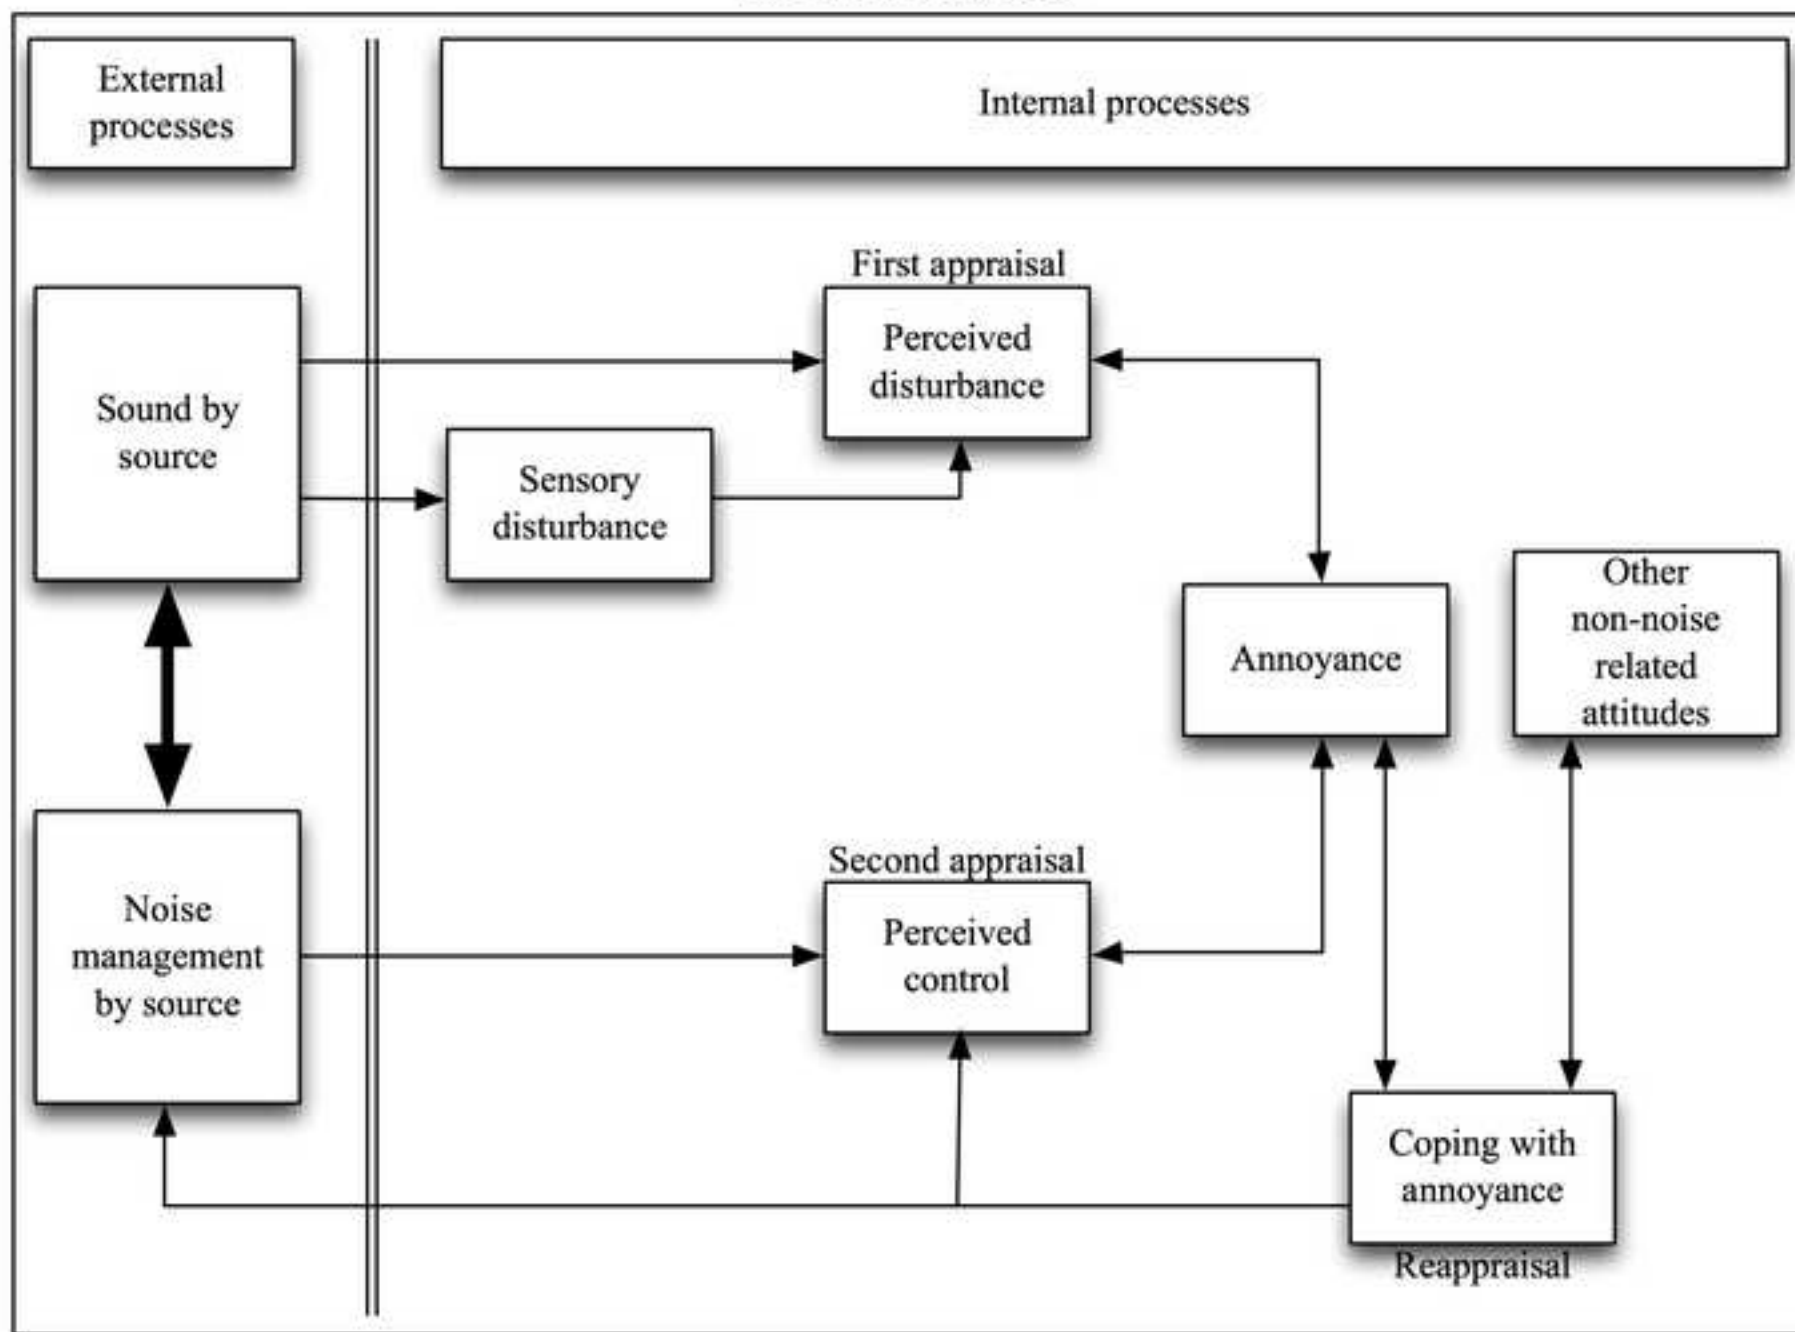 External
processes
Internal processes
First appraisal
Perceived
disturbance
Sound by
source
Sensory
disturbance
Annoyance
Other
non-noise
related
attitudes
Second appraisal
Perceived
control
Noise
management
by source
Coping with
annoyance
Reappraisal